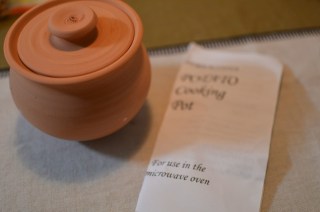 POTATO
Cooking
Pot
For use in the
microwave oven